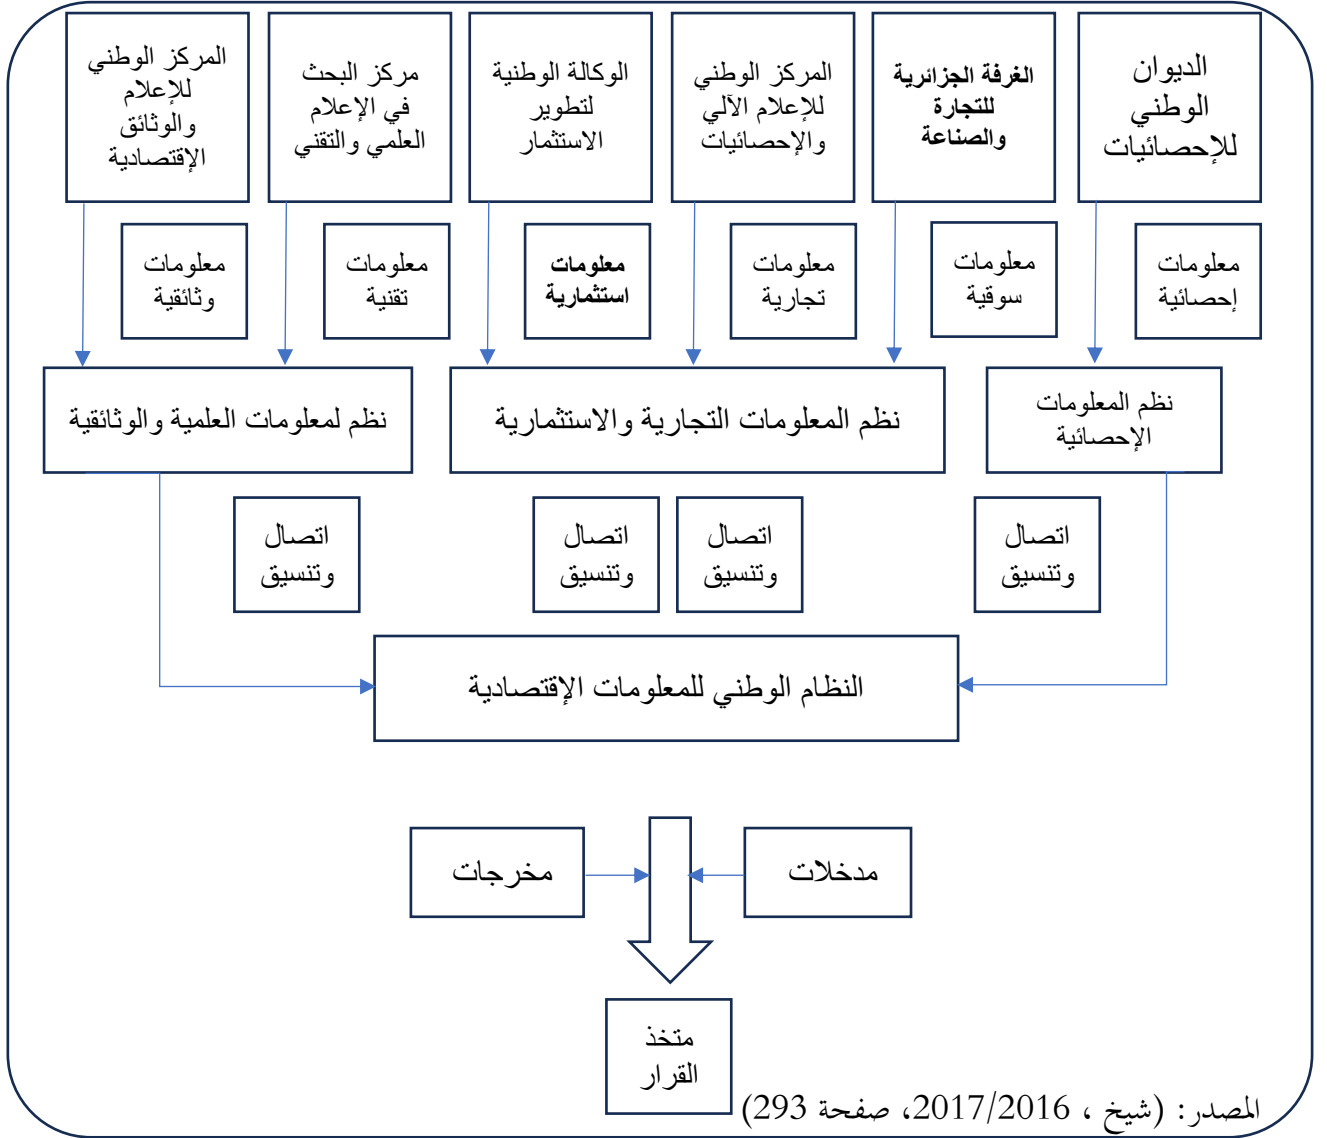 الديوان
الوطني
للإحصائيات
الغرفة الجزائرية
للتجارة
والصناعة
المركز الوطني
للإعلام الآلي
والإحصائيات
الوكالة الوطنية
لتطوير
الاستثمار
مركز البحث
في الإعلام
العلمي والتقني
المركز الوطني
للإعلام
والوثائق
الإقتصادية
معلومات
إحصائية
معلومات
سوقية
معلومات
تجارية
معلومات
استثمارية
معلومات
تقنية
معلومات
وثائقية
نظم المعلومات
الإحصائية
نظم المعلومات التجارية والاستثمارية
نظم لمعلومات العلمية والوثائقية
اتصال
وتنسيق
اتصال
وتنسيق
اتصال
وتنسيق
اتصال
وتنسيق
النظام الوطني للمعلومات الإقتصادية
مدخلات
مخرجات
متخذ
القرار
المصدر: (شيخ ، 2017/2016، صفحة 293)